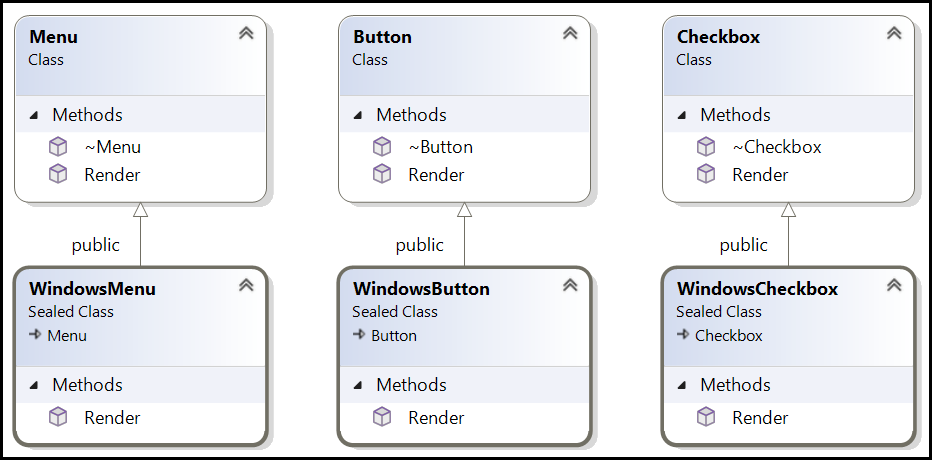 Menu
Class
Methods
~Menu
Render
Button
Class
Methods
~Button
Render
Checkbox
Class
Methods
~Checkbox
Render
public
public
public
WindowsMenu
Sealed Class
Menu
Methods
Render
WindowsButton
Sealed Class
Button
Methods
Render
WindowsCheckbox
Sealed Class
Checkbox
Methods
Render